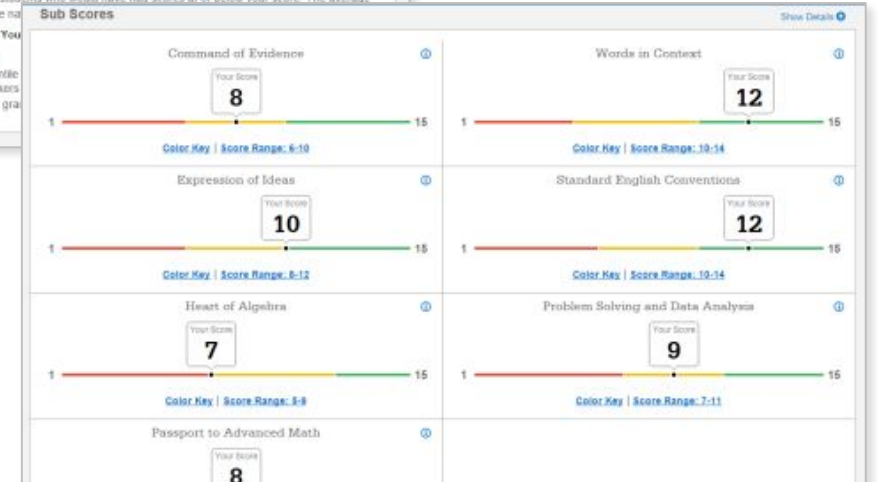 Sub Scores
Show Details
You
ntile
Command of Evidence
Your Score
8
1
15
Color Key | Score Range: 6-10
Words in Context
Your Score
12
1
15
Color Key | Score Range: 10-14
Expression of Ideas
Your Score
10
1
15
Color Key | Score Range: 8-12
Standard English Conventions
Your Score
12
1
15
Color Key | Score Range: 10-14
Heart of Algebra
Your Score
7
1
15
Color Key | Score Range: 5-9
Problem Solving and Data Analysis
Your Score
9
1
15
Color Key | Score Range: 7-11
Passport to Advanced Math
Your Score
8